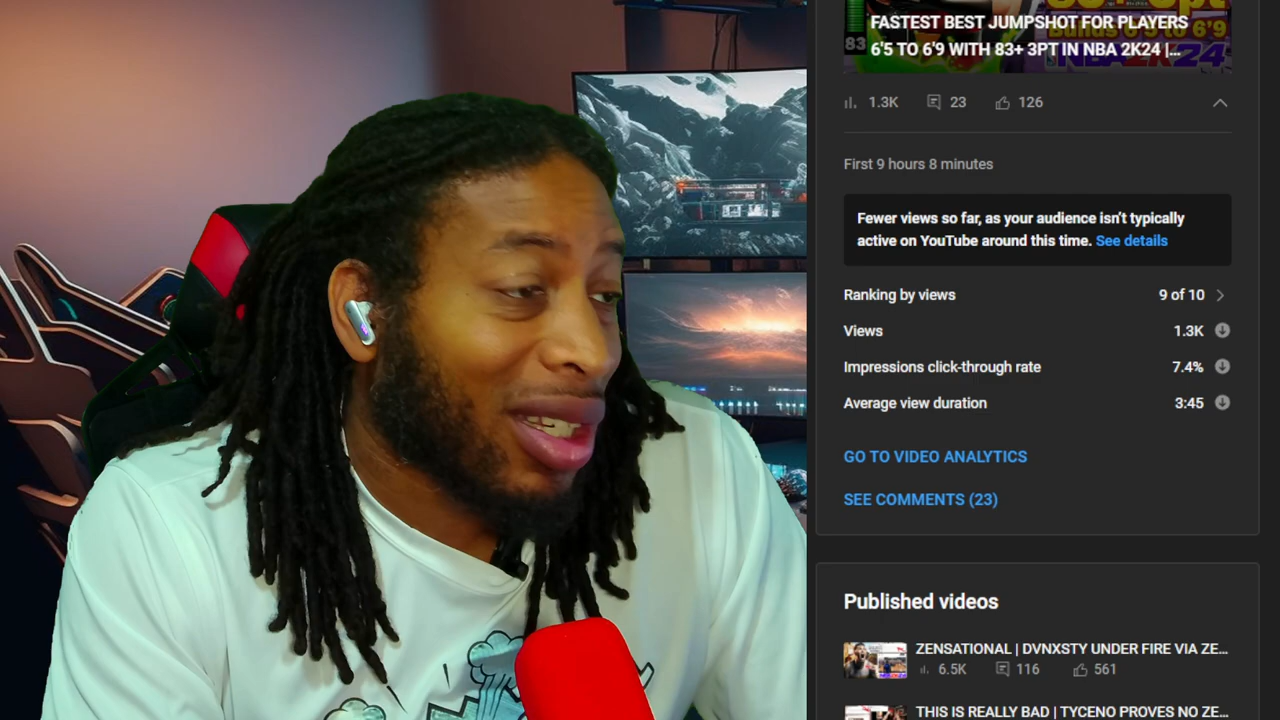 3pt
FASTEST BEST JUMPSHOT FOR PLAYERS
83
6'5 TO 6'9 WITH 83+ 3PT IN NBA 2K24 |...
NBA 2K24
1.3K 23 126
First 9 hours 8 minutes
Fewer views so far, as your audience isn't typically
active on YouTube around this time. See details
Ranking by views 9 of 10
Views 1.3K
Impressions click-through rate 7.4%
Average view duration 3:45
GO TO VIDEO ANALYTICS
SEE COMMENTS (23)
Published videos
ZENSATIONAL | DVNXSTY UNDER FIRE VIA ZE...
6.5K 116 561
THIS IS REALLY BAD | TYCENO PROVES NO ZE...